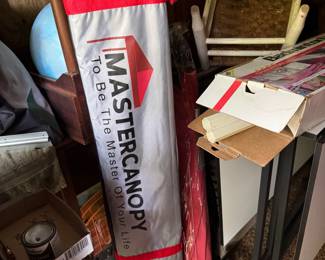 MASTERCANOPY
To Be The Master Of Your Life